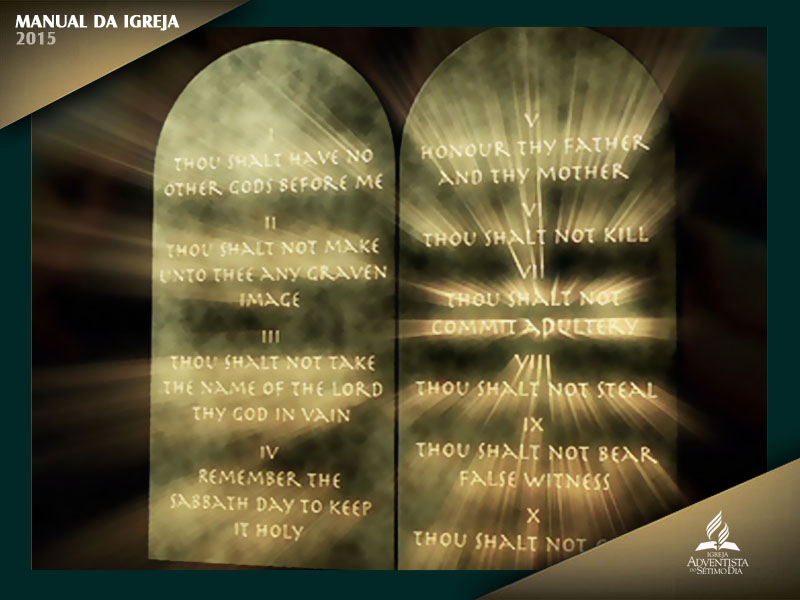 MANUAL DA IGREJA
2015
I
THOU SHALT HAVE NO
OTHER GODS BEFORE ME
II
THOU SHALT NOT MAKE
UNTO THEE ANY GRAVEN
IMAGE
III
THOU SHALT NOT TAKE
THE NAME OF THE LORD
THY GOD IN VAIN
IV
REMEMBER THE
SABBATH DAY TO KEEP
IT HOLY
V
HONOUR THY FATHER
AND THY MOTHER
VI
THOU SHALT NOT KILL
VII
THOU SHALT NOT
COMMIT ADULTERY
VIII
THOU SHALT NOT STEAL
IX
THOU SHALT NOT BEAR
FALSE WITNESS
X
THOU SHALT NOT
IGREJA
ADVENTISTA
DO SÉTIMO DIA